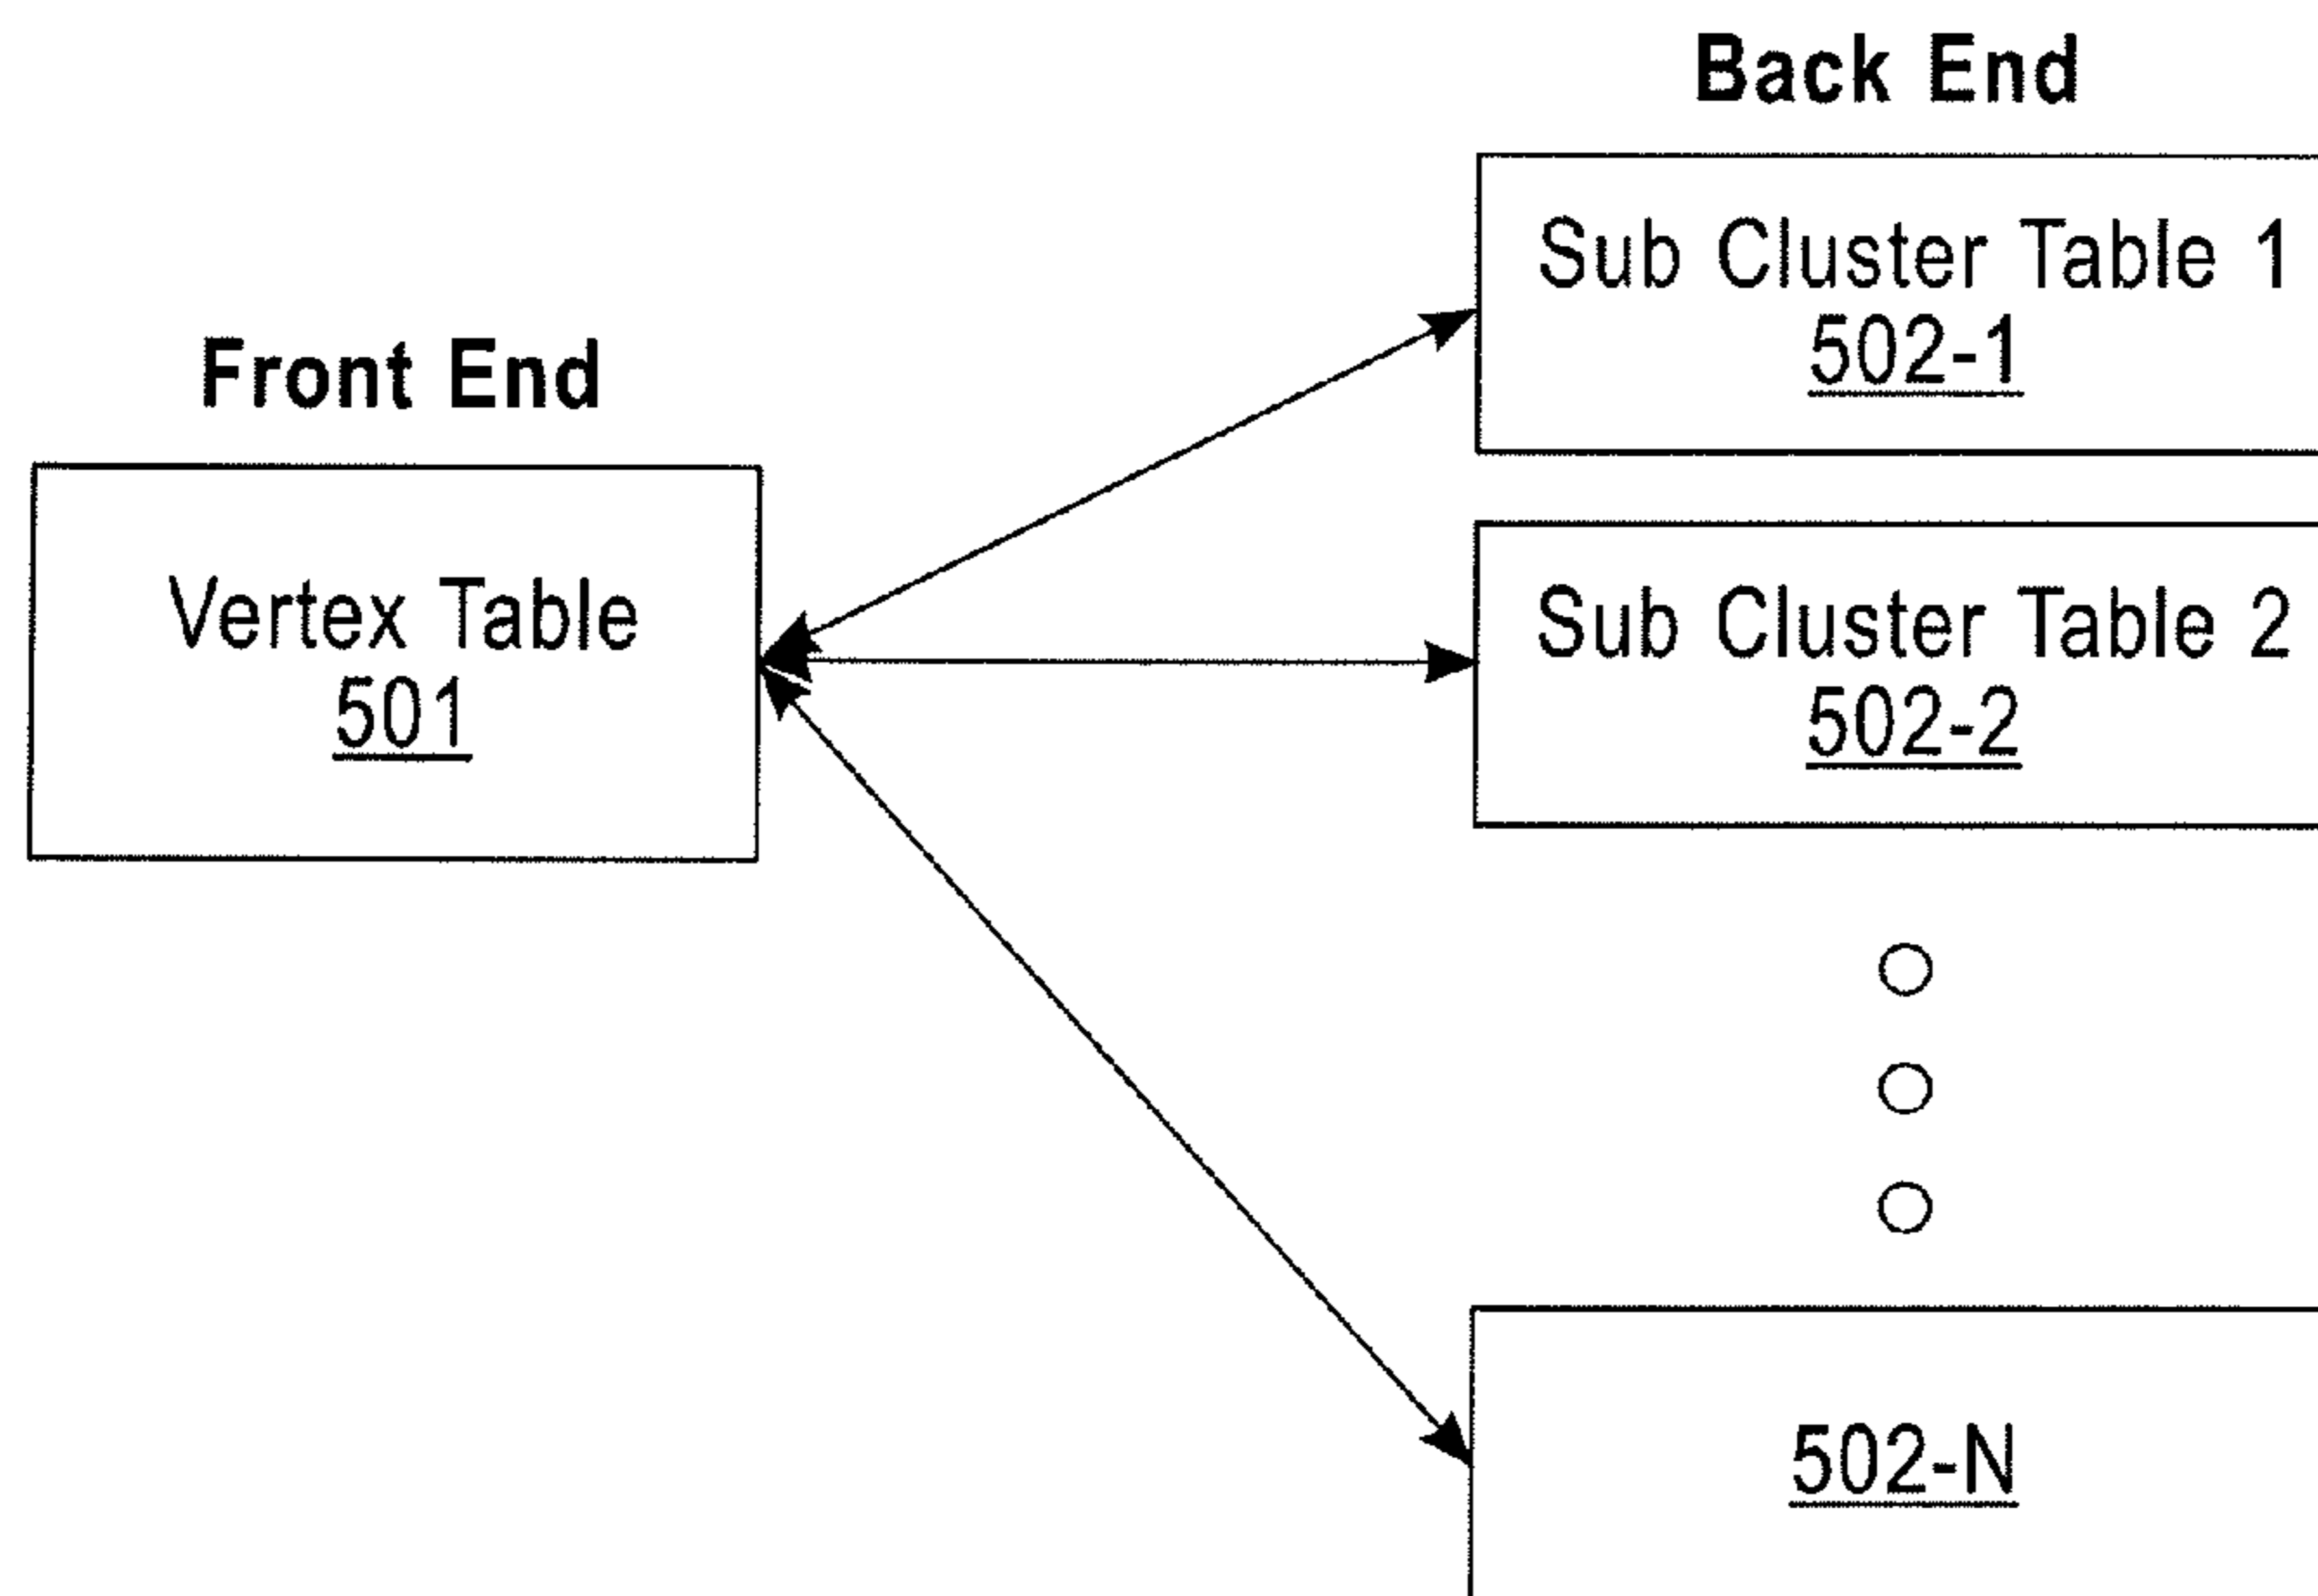 Back End
Sub Cluster Table 1
502-1
Front End
Vertex Table
501
Sub Cluster Table 2
502-2
502-N